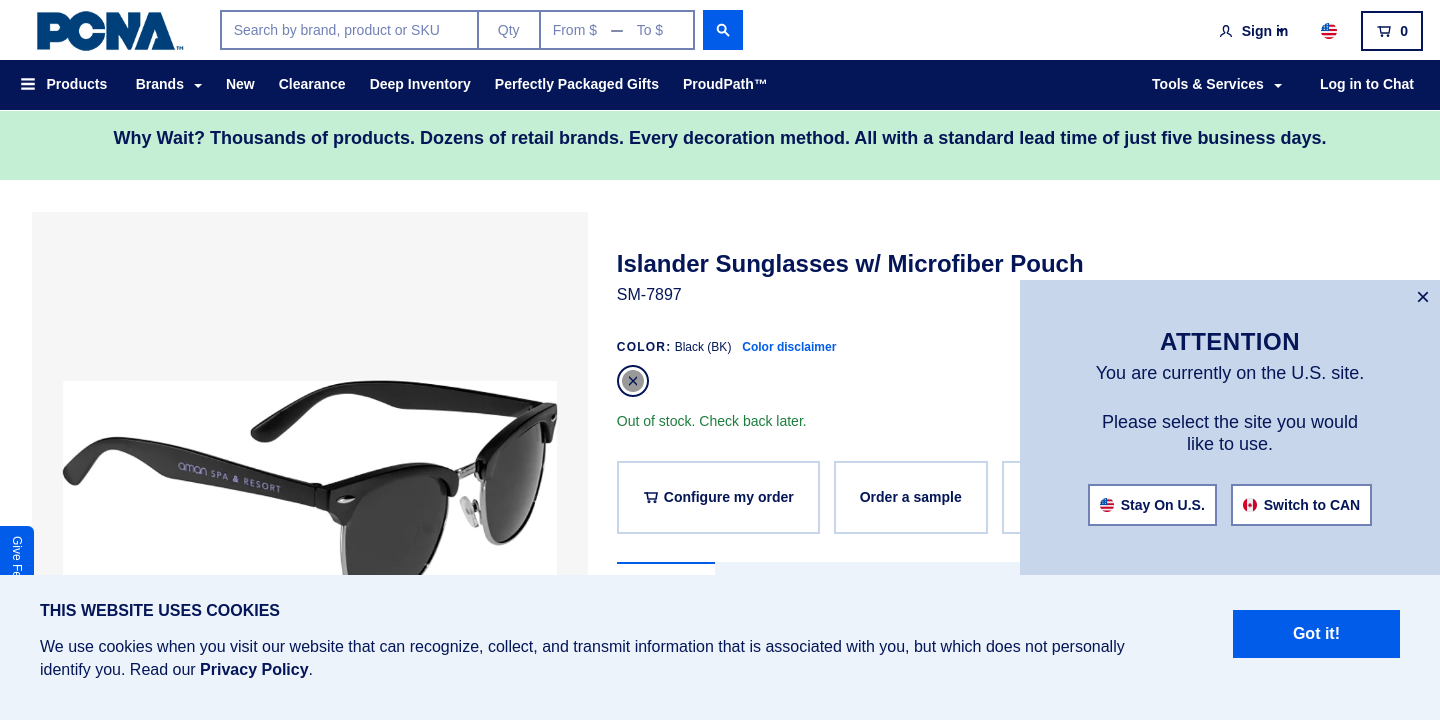 PCNA™
Search by brand, product or SKU
Qty
From $ — To $
Sign in
0
Products
Brands
New
Clearance
Deep Inventory
Perfectly Packaged Gifts
ProudPath™
Tools & Services
Log in to Chat
Why Wait? Thousands of products. Dozens of retail brands. Every decoration method. All with a standard lead time of just five business days.
aman SPA & RESORT
Islander Sunglasses w/ Microfiber Pouch
SM-7897
COLOR: Black (BK) Color disclaimer
Out of stock. Check back later.
Configure my order
Order a sample
ATTENTION
You are currently on the U.S. site.
Please select the site you would
like to use.
Stay On U.S.
Switch to CAN
Give
THIS WEBSITE USES COOKIES
We use cookies when you visit our website that can recognize, collect, and transmit information that is associated with you, but which does not personally
identify you. Read our Privacy Policy.
Got it!